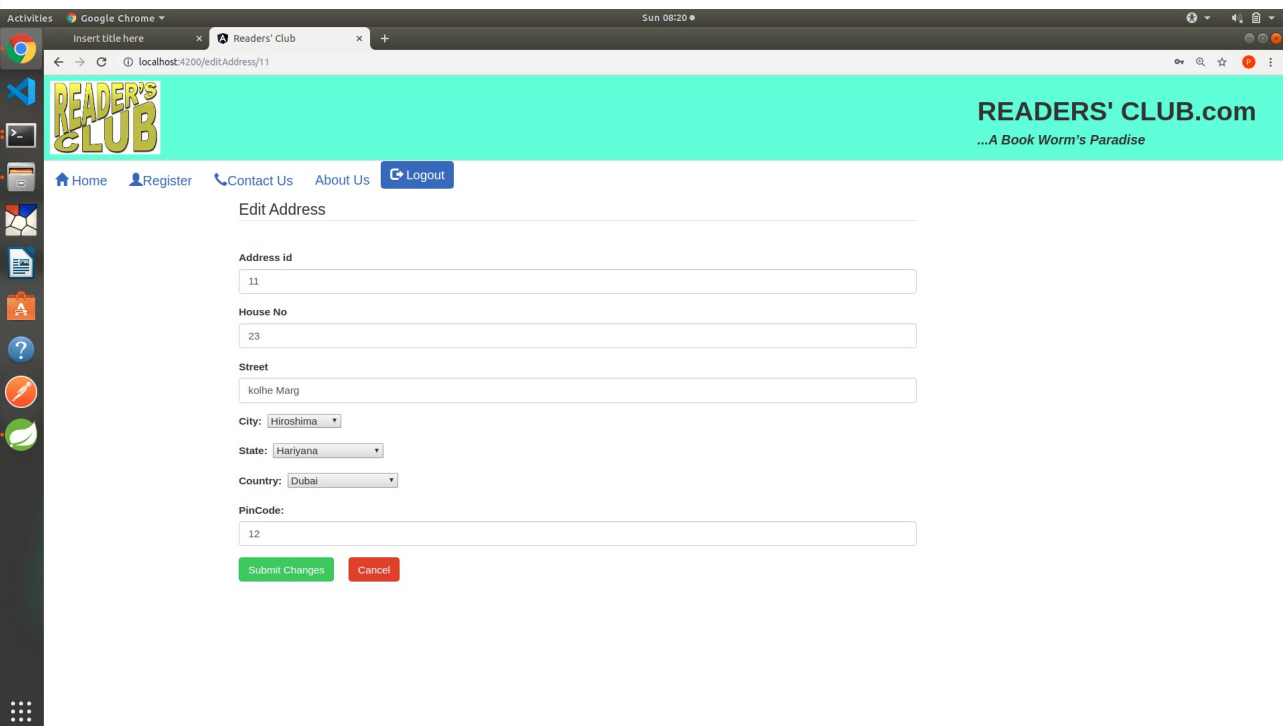 Activities Google Chrome Sun 08:20
Insert title here Readers' Club
localhost:4200/editAddress/11 P
READER'S
CLUB
READERS' CLUB.com
...A Book Worm's Paradise
Home Register Contact Us About Us Logout
Edit Address
Address id
11
House No
23
Street
kolhe Marg
City: Hiroshima
State: Hariyana
Country: Dubai
PinCode:
12
Submit Changes Cancel